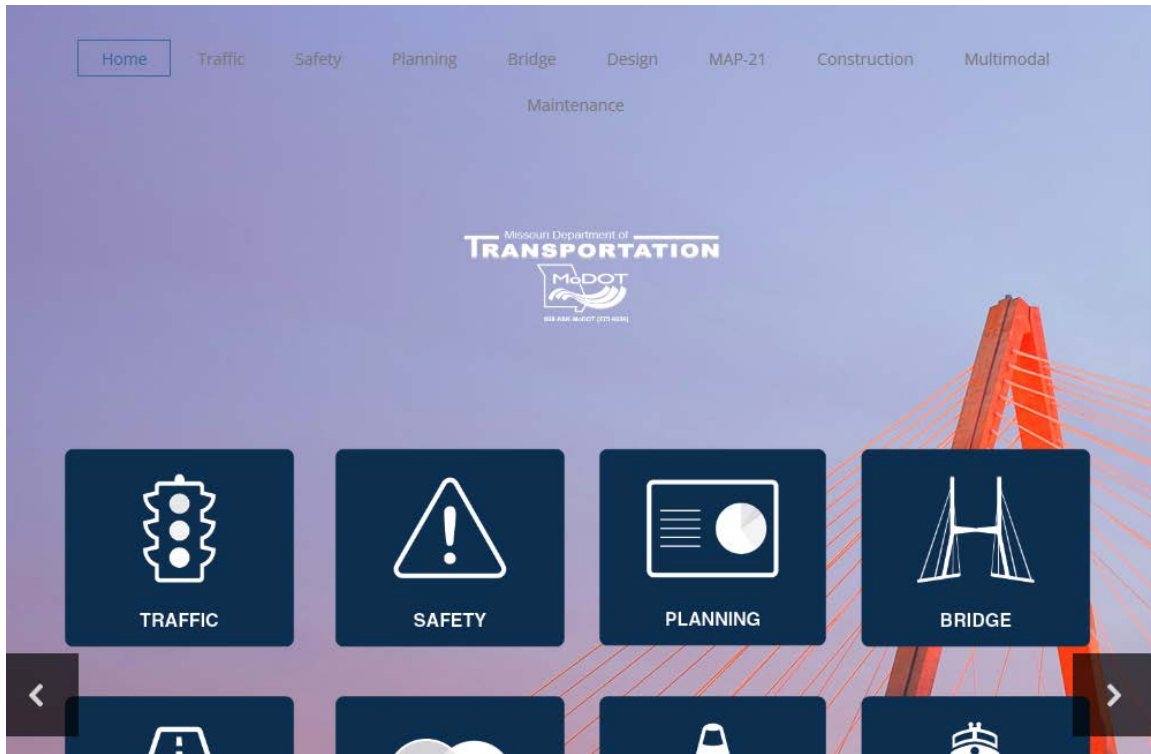 Home Traffic Safety Planning Bridge Design MAP-21 Construction Multimodal
Maintenance
Missouri Department of
TRANSPORTATION
MoDOT
TRAFFIC SAFETY PLANNING BRIDGE